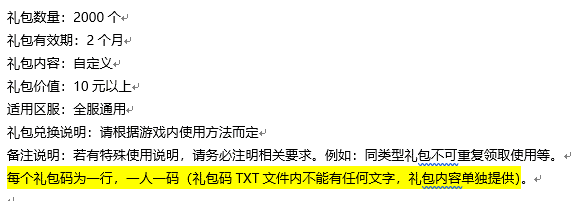 礼包数量：2000 个
礼包有效期：2 个月
礼包内容：自定义
礼包价值：10 元以上
适用区服：全服通用
礼包兑换说明：请根据游戏内使用方法而定
备注说明：若有特殊使用说明，请务必注明相关要求。例如：同类型礼包不可重复领取使用等。
每个礼包码为一行，一人一码（礼包码 TXT 文件内不能有任何文字，礼包内容单独提供）。